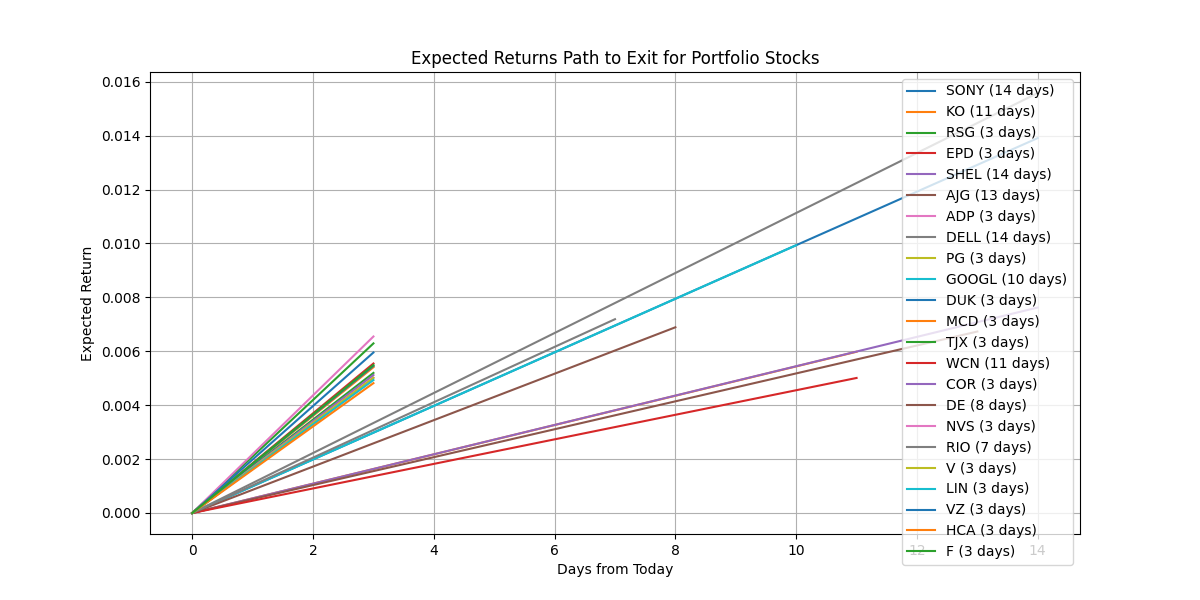 Expected Returns Path to Exit for Portfolio Stocks
Expected Return
0.016
0.014
0.012
0.010
0.008
0.006
0.004
0.002
0.000
SONY (14 days)
KO (11 days)
RSG (3 days)
EPD (3 days)
SHEL (14 days)
AJG (13 days)
ADP (3 days)
DELL (14 days)
PG (3 days)
GOOGL (10 days)
DUK (3 days)
MCD (3 days)
TJX (3 days)
WCN (11 days)
COR (3 days)
DE (8 days)
NVS (3 days)
RIO (7 days)
V (3 days)
LIN (3 days)
VZ (3 days)
HCA (3 days)
F (3 days)
0 2 4 6 8 10 12 14
Days from Today